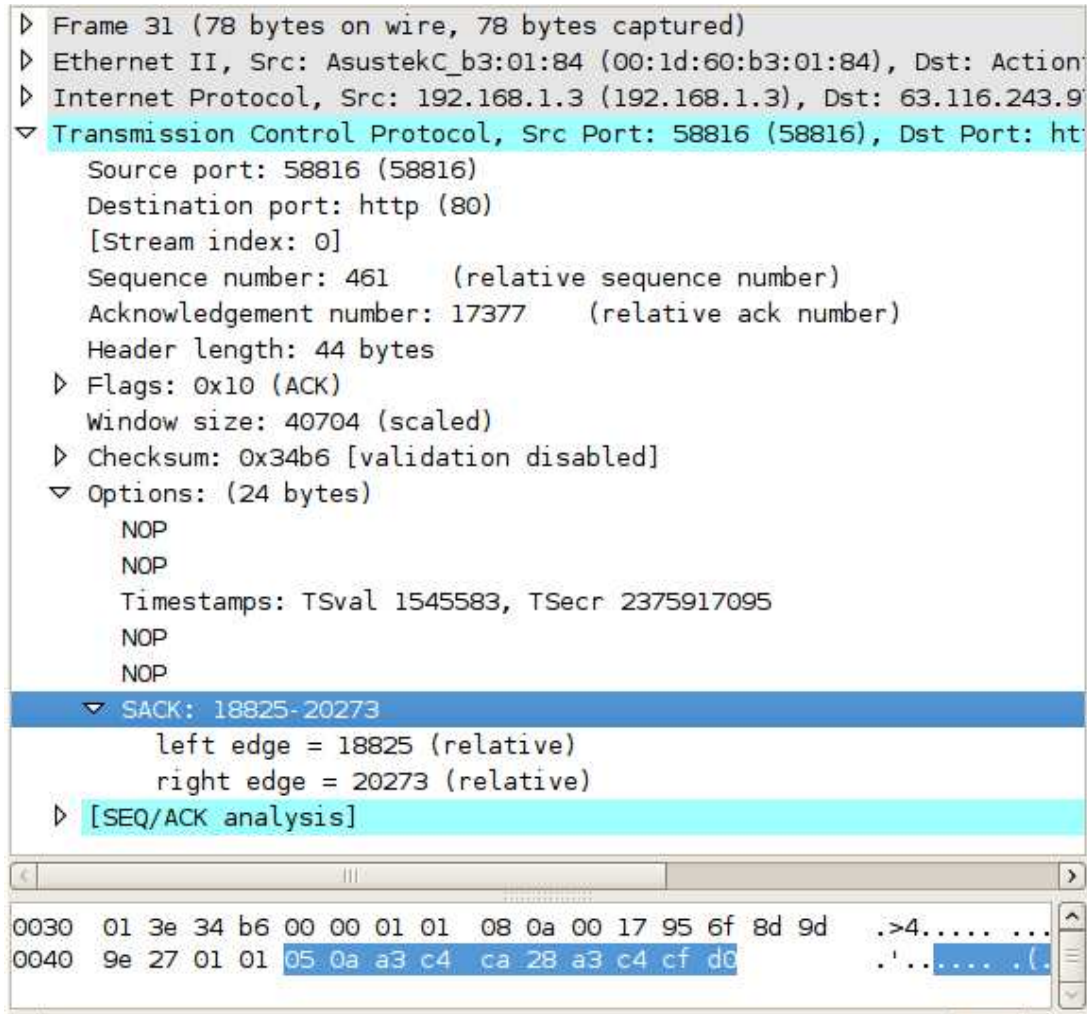 Frame 31 (78 bytes on wire, 78 bytes captured)
Ethernet II, Src: AsustekC_b3:01:84 (00:1d:60:b3:01:84), Dst: Action
Internet Protocol, Src: 192.168.1.3 (192.168.1.3), Dst: 63.116.243.9
Transmission Control Protocol, Src Port: 58816 (58816), Dst Port: ht
Source port: 58816 (58816)
Destination port: http (80)
[Stream index: 0]
Sequence number: 461    (relative sequence number)
Acknowledgement number: 17377    (relative ack number)
Header length: 44 bytes
Flags: 0x10 (ACK)
Window size: 40704 (scaled)
Checksum: 0x34b6 [validation disabled]
Options: (24 bytes)
NOP
NOP
Timestamps: TSval 1545583, TSecr 2375917095
NOP
NOP
SACK: 18825-20273
left edge = 18825 (relative)
right edge = 20273 (relative)
[SEQ/ACK analysis]
0030  01 3e 34 b6 00 00 01 01  08 0a 00 17 95 6f 8d 9d   .>4..... ...
0040  9e 27 01 01 05 0a a3 c4  ca 28 a3 c4 cf d0         .'...... .(.